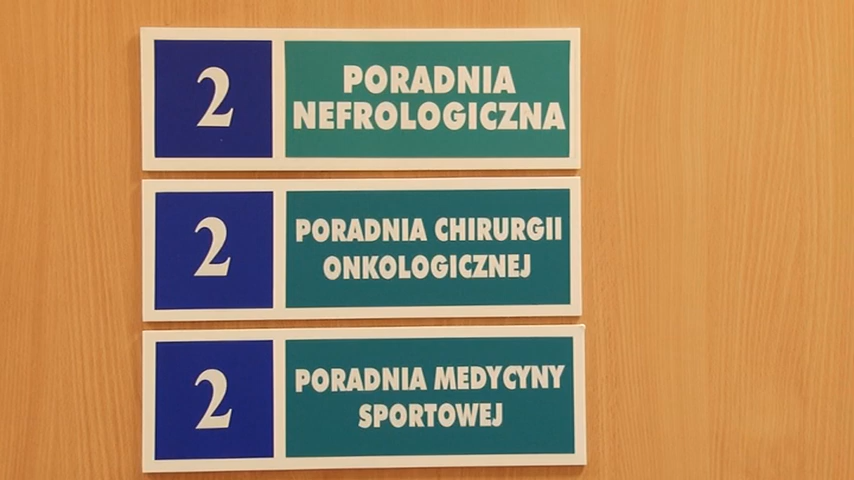 2
PORADNIA
NEFROLOGICZNA
2
PORADNIA CHIRURGII
ONKOLOGICZNEJ
2
PORADNIA MEDYCYNY
SPORTOWEJ